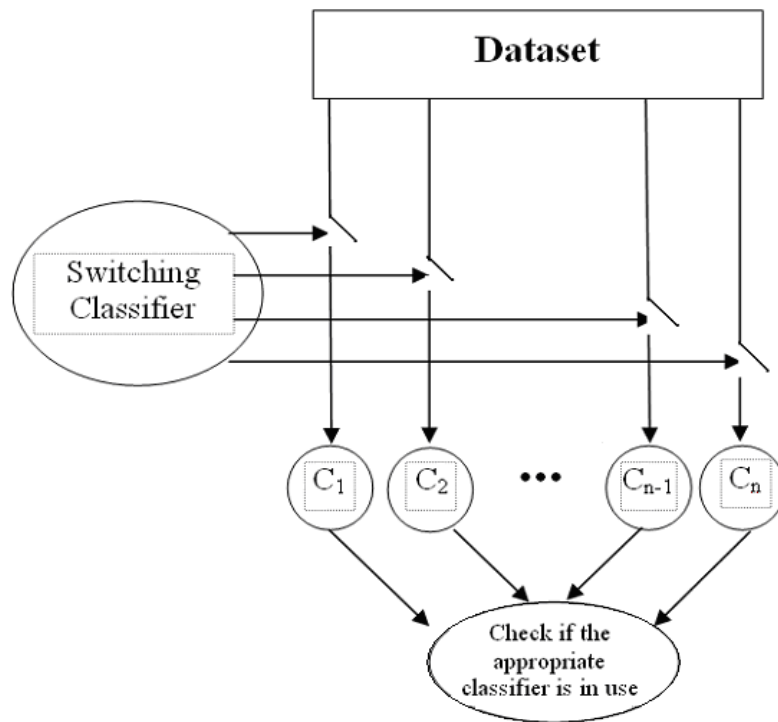 Dataset
Switching
Classifier
C1 C2 ••• Cn-1 Cn
Check if the
appropriate
classifier is in use